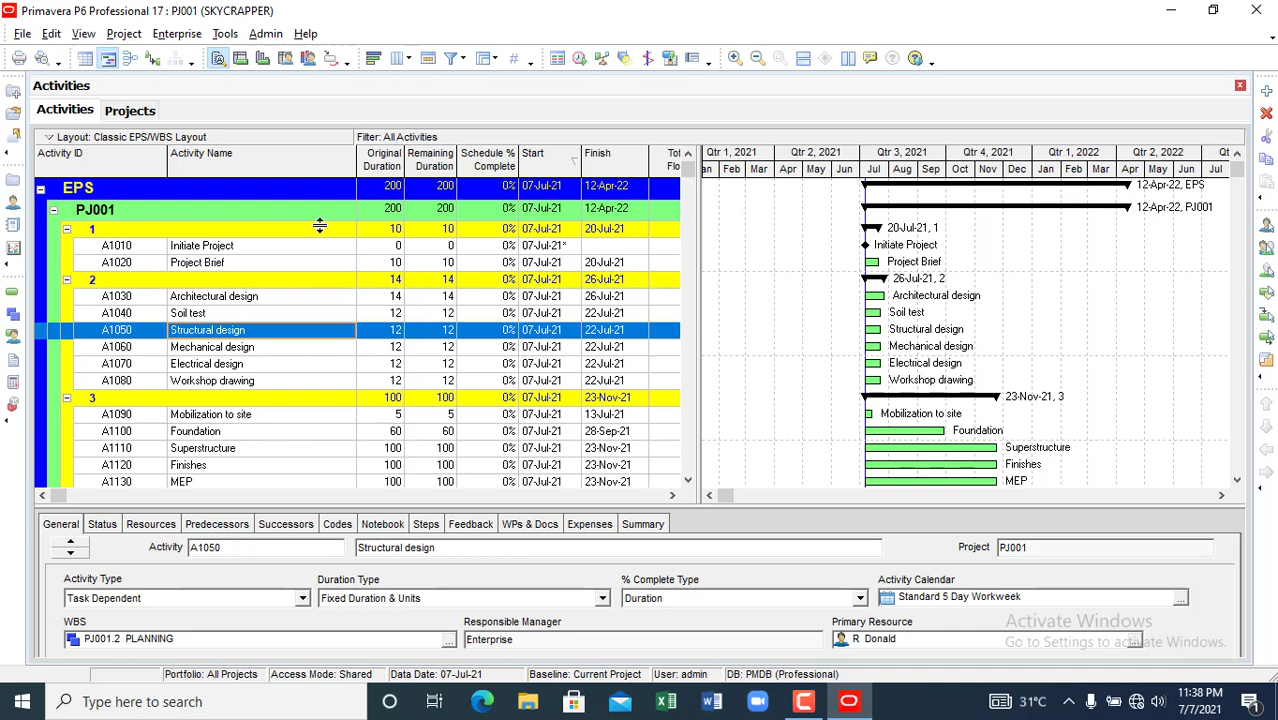 Primavera P6 Professional 17 : PJ001 (SKYCRAPPER)
File Edit View Project Enterprise Tools Admin Help
Activities
Activities Projects
Layout: Classic EPS/WBS Layout Filter: All Activities
Activity ID Activity Name Original Duration Remaining Duration Schedule % Complete Start Finish Tot Flo
Qtr 1, 2021 Qtr 2, 2021 Qtr 3, 2021 Qtr 4, 2021 Qtr 1, 2022 Qtr 2, 2022 Qt
an Feb Mar Apr May Jun Jul Aug Sep Oct Nov Dec Jan Feb Mar Apr May Jun
EPS 200 200 0% 07-Jul-21 12-Apr-22 12-Apr-22, EPS
PJ001 200 200 0% 07-Jul-21 12-Apr-22 12-Apr-22, PJ001
1 10 10 0% 07-Jul-21 20-Jul-21 20-Jul-21, 1
A1010 Initiate Project 0 0 0% 07-Jul-21* Initiate Project
A1020 Project Brief 10 10 0% 07-Jul-21 20-Jul-21 Project Brief
2 14 14 0% 07-Jul-21 26-Jul-21 26-Jul-21, 2
A1030 Architectural design 14 14 0% 07-Jul-21 26-Jul-21 Architectural design
A1040 Soil test 12 12 0% 07-Jul-21 22-Jul-21 Soil test
A1050 Structural design 12 12 0% 07-Jul-21 22-Jul-21 Structural design
A1060 Mechanical design 12 12 0% 07-Jul-21 22-Jul-21 Mechanical design
A1070 Electrical design 12 12 0% 07-Jul-21 22-Jul-21 Electrical design
A1080 Workshop drawing 12 12 0% 07-Jul-21 22-Jul-21 Workshop drawing
3 100 100 0% 07-Jul-21 23-Nov-21 23-Nov-21, 3
A1090 Mobilization to site 5 5 0% 07-Jul-21 13-Jul-21 Mobilization to site
A1100 Foundation 60 60 0% 07-Jul-21 28-Sep-21 Foundation
A1110 Superstructure 100 100 0% 07-Jul-21 23-Nov-21 Superstructure
A1120 Finishes 100 100 0% 07-Jul-21 23-Nov-21 Finishes
A1130 MEP 100 100 0% 07-Jul-21 23-Nov-21 MEP
General Status Resources Predecessors Successors Codes Notebook Steps Feedback WPs & Docs Expenses Summary
Activity A1050 Structural design Project PJ001
Activity Type Duration Type % Complete Type Activity Calendar
Task Dependent Fixed Duration & Units Duration Standard 5 Day Workweek
WBS Responsible Manager Primary Resource
PJ001.2 PLANNING Enterprise R Donald
Activate Windows
Go to Settings to activate Windows.
Portfolio: All Projects Access Mode: Shared Data Date: 07-Jul-21 Baseline: Current Project User: admin DB: PMDB (Professional)
Type here to search 31°C 11:38 PM
7/7/2021